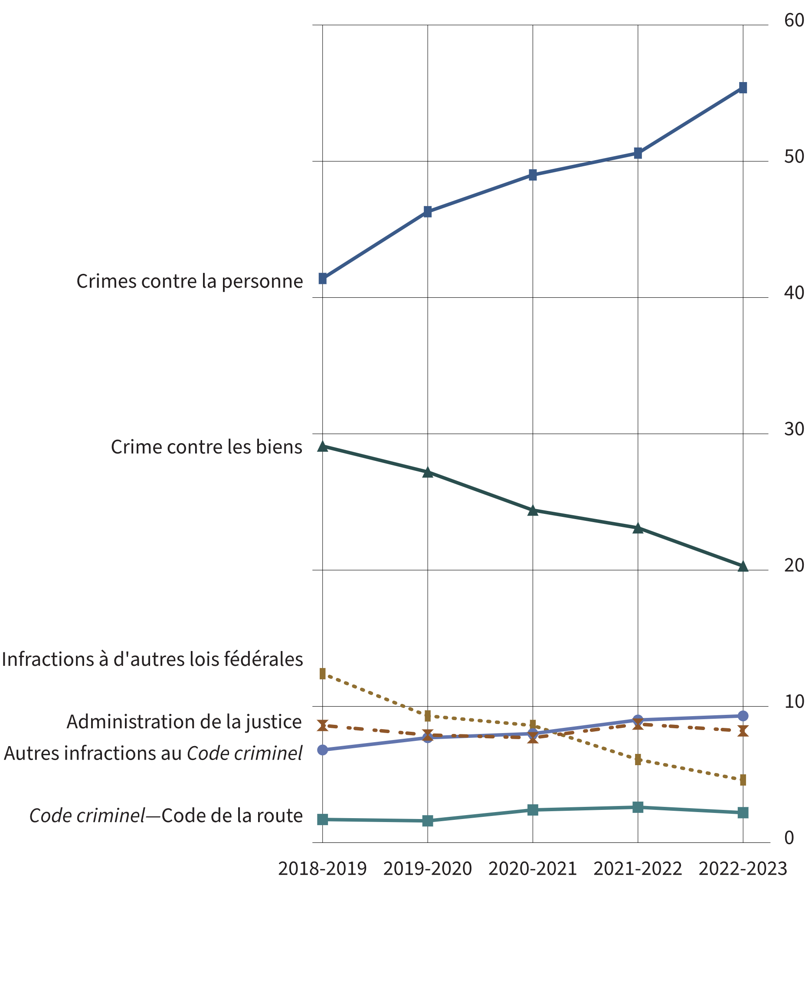 60
50
Crimes contre la personne
40
30
Crime contre les biens
20
Infractions à d'autres lois fédérales
10
Administration de la justice
Autres infractions au Code criminel
Code criminel—Code de la route
0
2018-2019 2019-2020 2020-2021 2021-2022 2022-2023